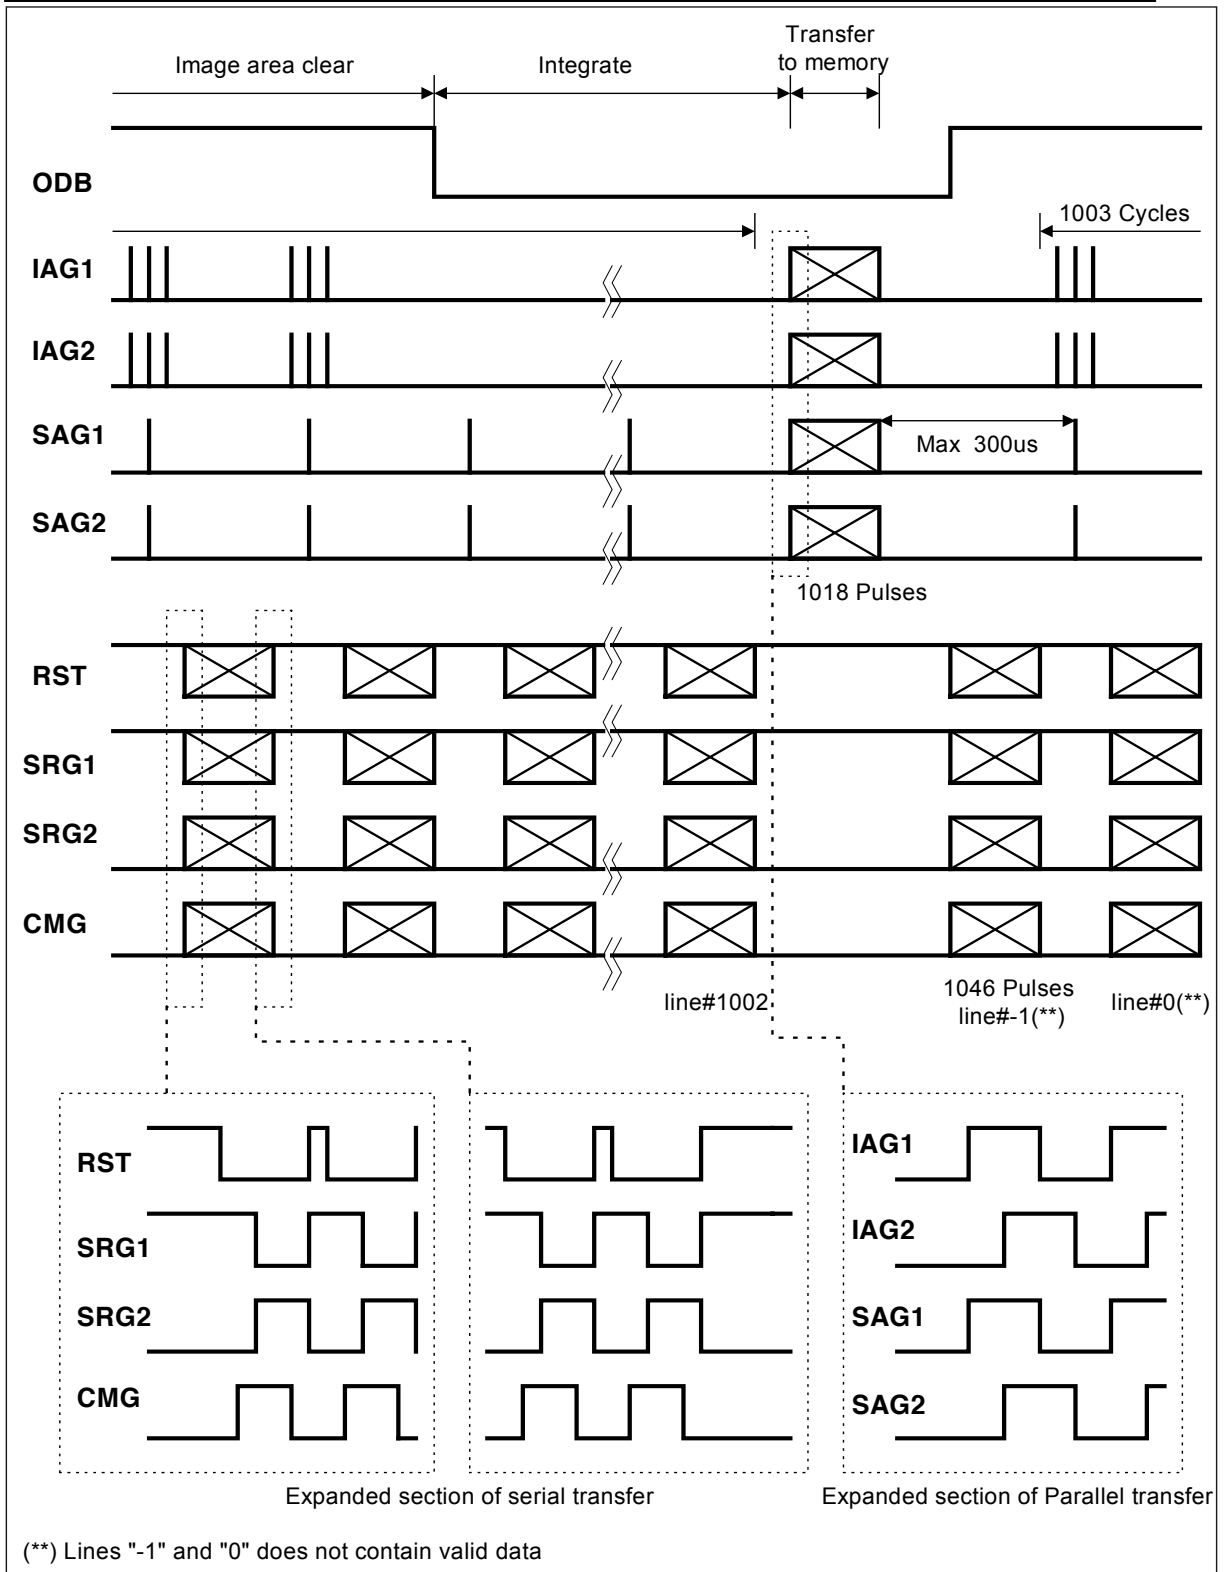 Transfer
to memory
Image area clear
Integrate
ODB
1003 Cycles
IAG1
IAG2
SAG1
Max 300us
SAG2
1018 Pulses
RST
SRG1
SRG2
CMG
line#1002
1046 Pulses
line#-1(**)
line#0(**)
RST
SRG1
SRG2
CMG
IAG1
IAG2
SAG1
SAG2
Expanded section of serial transfer
Expanded section of Parallel transfer
(**) Lines "-1" and "0" does not contain valid data